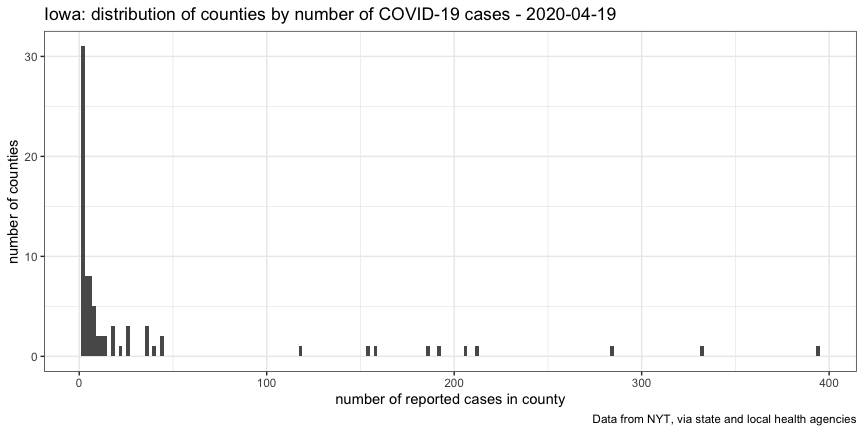 Iowa: distribution of counties by number of COVID-19 cases - 2020-04-19
number of counties
30
20
10
0
0 100 200 300 400
number of reported cases in county
Data from NYT, via state and local health agencies